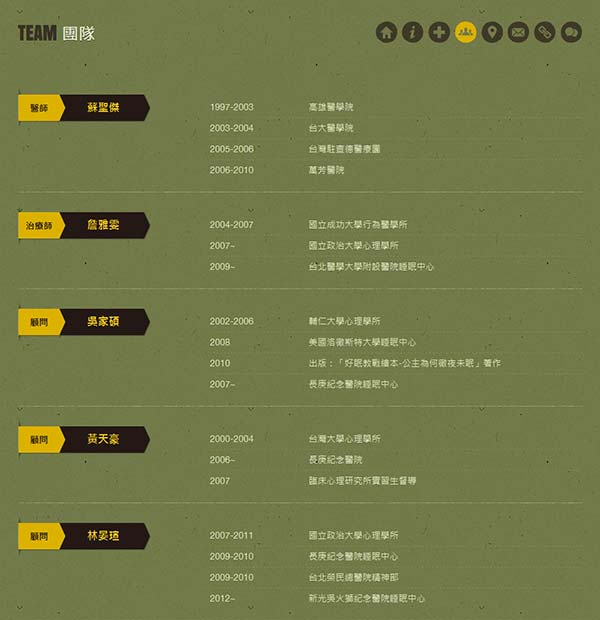 TEAM 團隊
醫師 蘇聖傑 1997-2003 高雄醫學院
2003-2004 台大醫學院
2005-2006 台灣駐查德醫療團
2006-2010 萬芳醫院
治療師 詹雅雯 2004-2007 國立成功大學行為醫學所
2007~ 國立政治大學心理學所
2009~ 台北醫學大學附設醫院睡眠中心
顧問 吳家碩 2002-2006 輔仁大學心理學所
2008 美國洛徹斯特大學睡眠中心
2010 出版：「好眠教戰繪本-公主為何徹夜未眠」著作
2007~ 長庚紀念醫院睡眠中心
顧問 黃天豪 2000-2004 台灣大學心理學所
2006~ 長庚紀念醫院
2007 臨床心理研究所實習生督導
顧問 林晏瑄 2007-2011 國立政治大學心理學所
2009-2010 長庚紀念醫院睡眠中心
2009-2010 台北榮民總醫院精神部
2012~ 新光吳火獅紀念醫院睡眠中心